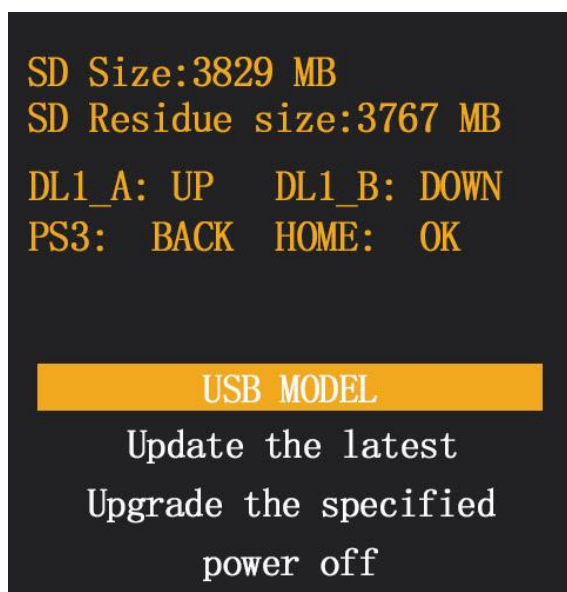 SD Size:3829 MB
SD Residue size:3767 MB
DL1_A: UP DL1_B: DOWN
PS3: BACK HOME: OK
USB MODEL
Update the latest
Upgrade the specified
power off